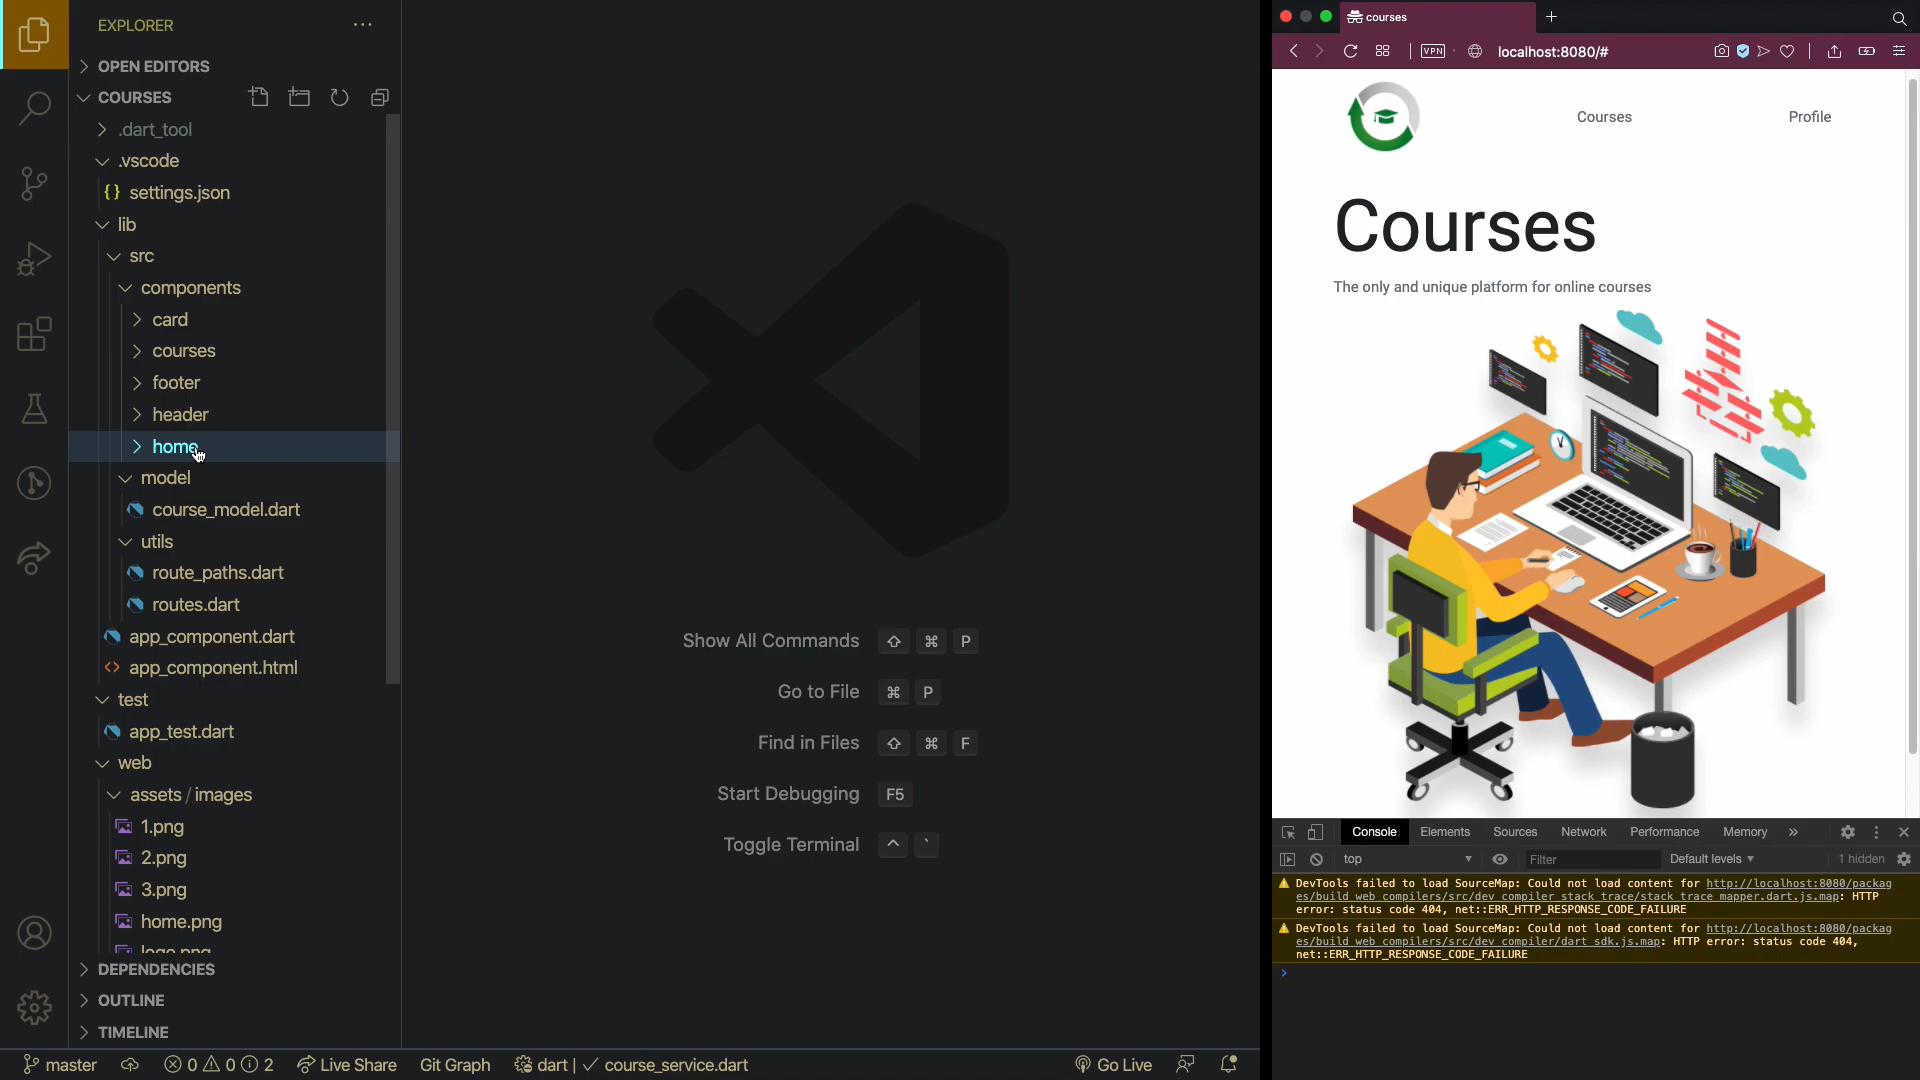 EXPLORER
OPEN EDITORS
COURSES
.dart_tool
.vscode
settings.json
lib
src
components
card
courses
footer
header
home
model
course_model.dart
utils
route_paths.dart
routes.dart
app_component.dart
app_component.html
test
app_test.dart
web
assets / images
1.png
2.png
3.png
home.png
logo.png
DEPENDENCIES
OUTLINE
TIMELINE
Show All Commands ⇧ ⌘ P
Go to File ⌘ P
Find in Files ⇧ ⌘ F
Start Debugging F5
Toggle Terminal ^ `
master 0 0 2 Live Share Git Graph dart | ✓ course_service.dart Go Live
courses
VPN localhost:8080/#
Courses Profile
Courses
The only and unique platform for online courses
Console Elements Sources Network Performance Memory »
top Filter Default levels 1 hidden
DevTools failed to load SourceMap: Could not load content for http://localhost:8080/packag
es/build_web_compilers/src/dev_compiler_stack_trace/stack_trace_mapper.dart.js.map: HTTP
error: status code 404, net::ERR_HTTP_RESPONSE_CODE_FAILURE
DevTools failed to load SourceMap: Could not load content for http://localhost:8080/packag
es/build_web_compilers/src/dev_compiler/dart_sdk.js.map: HTTP error: status code 404,
net::ERR_HTTP_RESPONSE_CODE_FAILURE